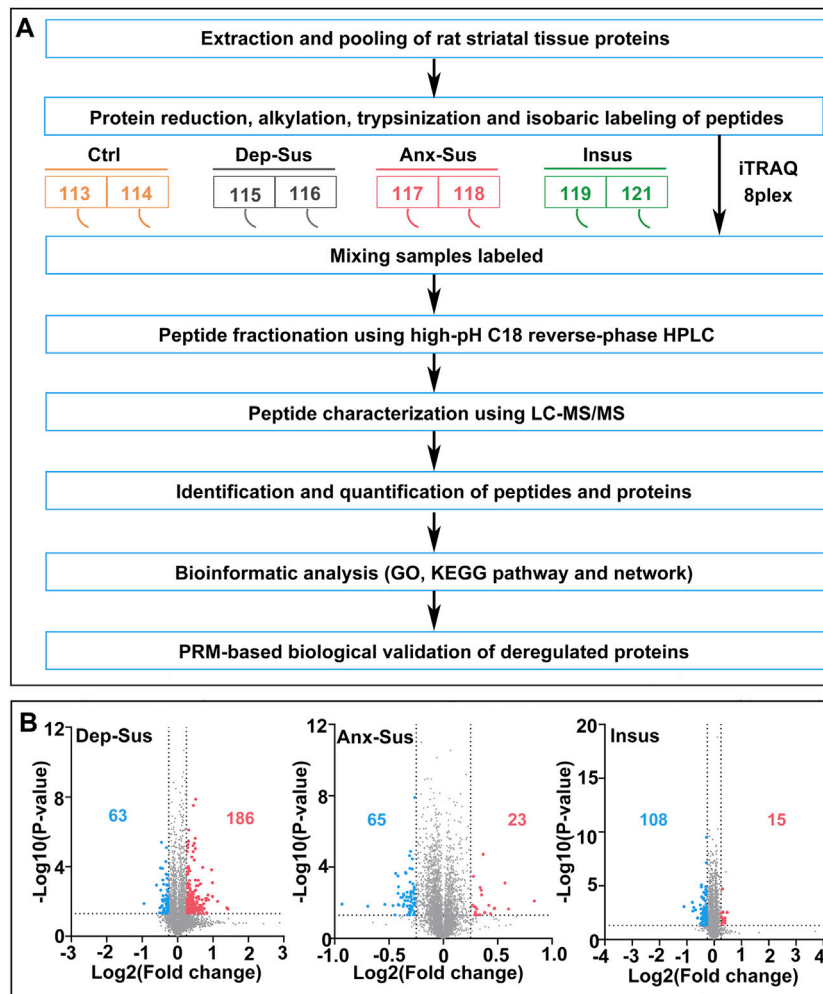 A
Extraction and pooling of rat striatal tissue proteins
Protein reduction, alkylation, trypsinization and isobaric labeling of peptides
Ctrl Dep-Sus Anx-Sus Insus
113 114 115 116 117 118 119 121
iTRAQ
8plex
Mixing samples labeled
Peptide fractionation using high-pH C18 reverse-phase HPLC
Peptide characterization using LC-MS/MS
Identification and quantification of peptides and proteins
Bioinformatic analysis (GO, KEGG pathway and network)
PRM-based biological validation of deregulated proteins
B
Dep-Sus
-Log10(P-value)
12
8
4
0
63
186
-3 -2 -1 0 1 2 3
Log2(Fold change)
Anx-Sus
-Log10(P-value)
12
8
4
0
65
23
-1.0 -0.5 0 0.5 1.0
Log2(Fold change)
Insus
-Log10(P-value)
20
15
10
5
0
108
15
-4 -3 -2 -1 0 1 2 3 4
Log2(Fold change)